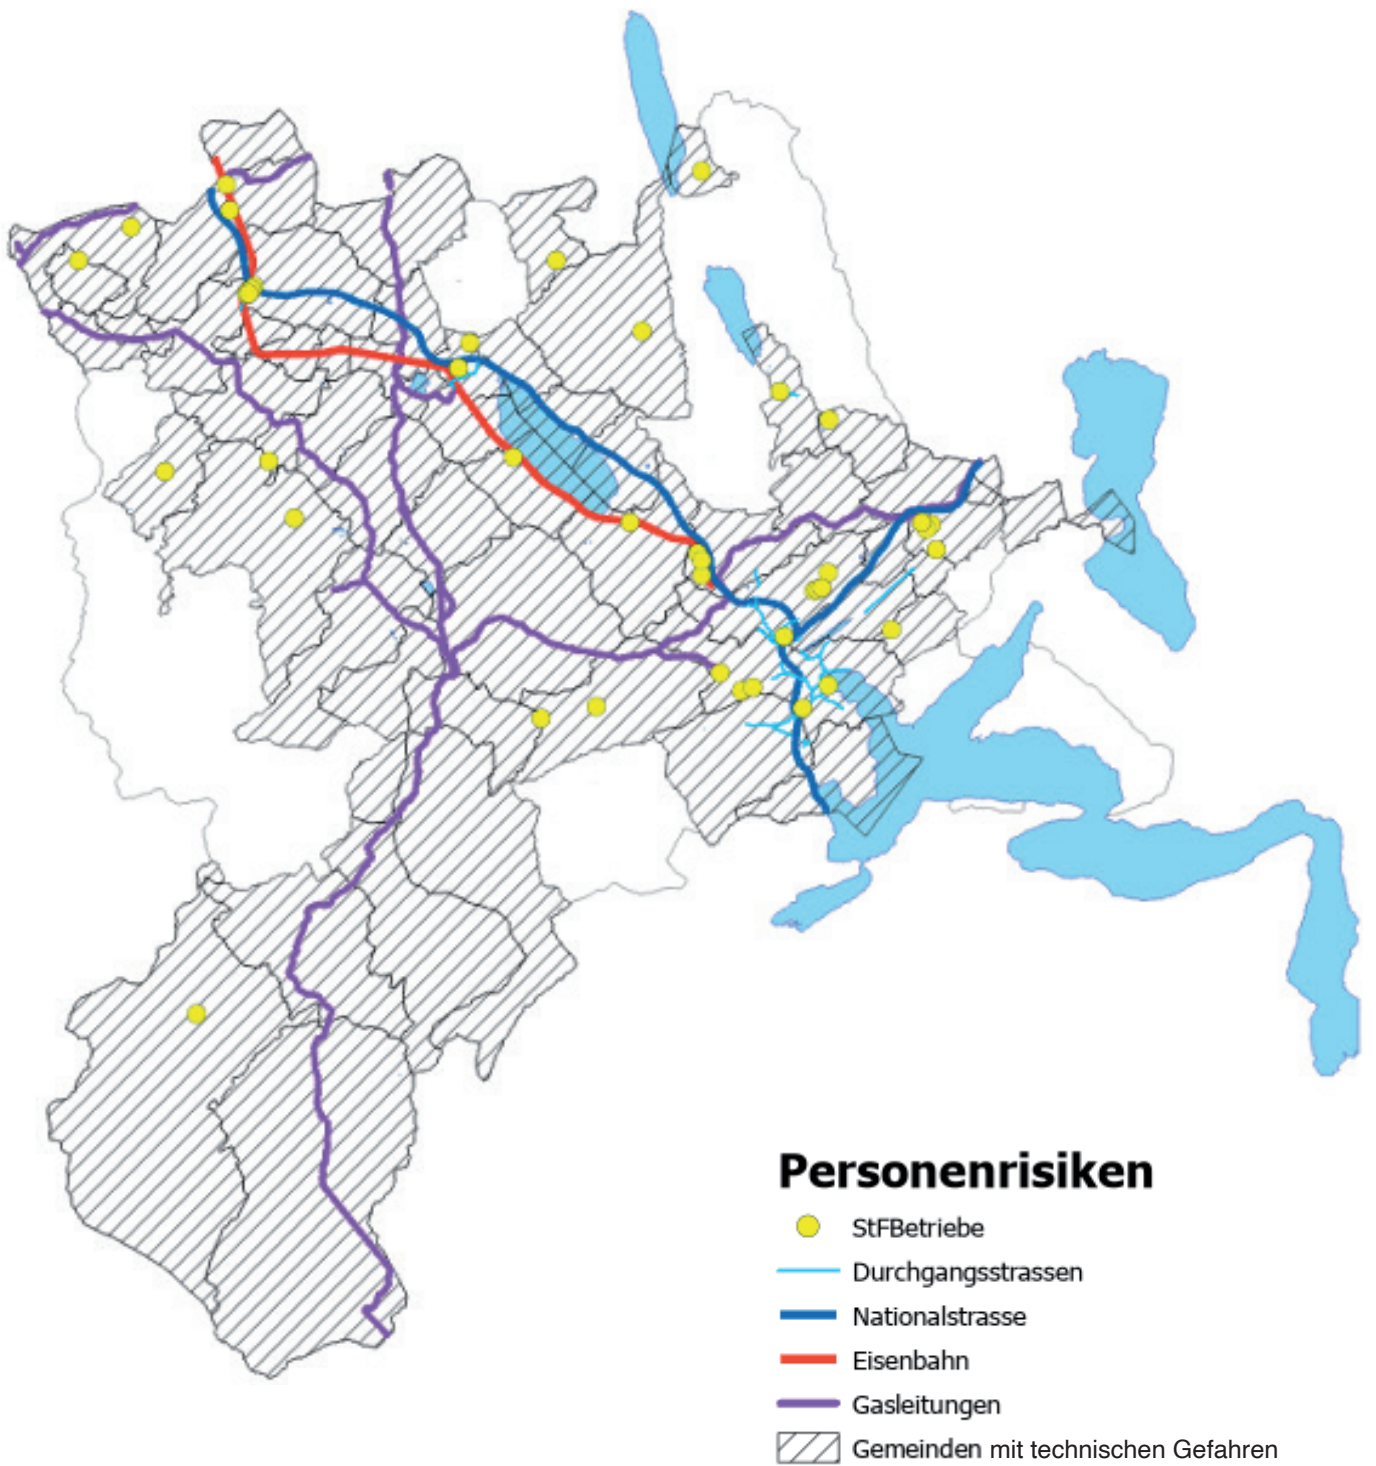 Personenrisiken
StFBetriebe
Durchgangsstrassen
Nationalstrasse
Eisenbahn
Gasleitungen
Gemeinden mit technischen Gefahren